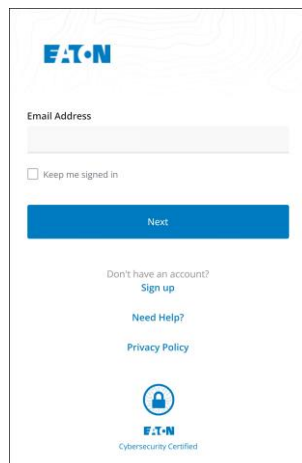 EATON
Email Address
Keep me signed in
Next
Don't have an account?
Sign up
Need Help?
Privacy Policy
EATON
Cybersecurity Certified